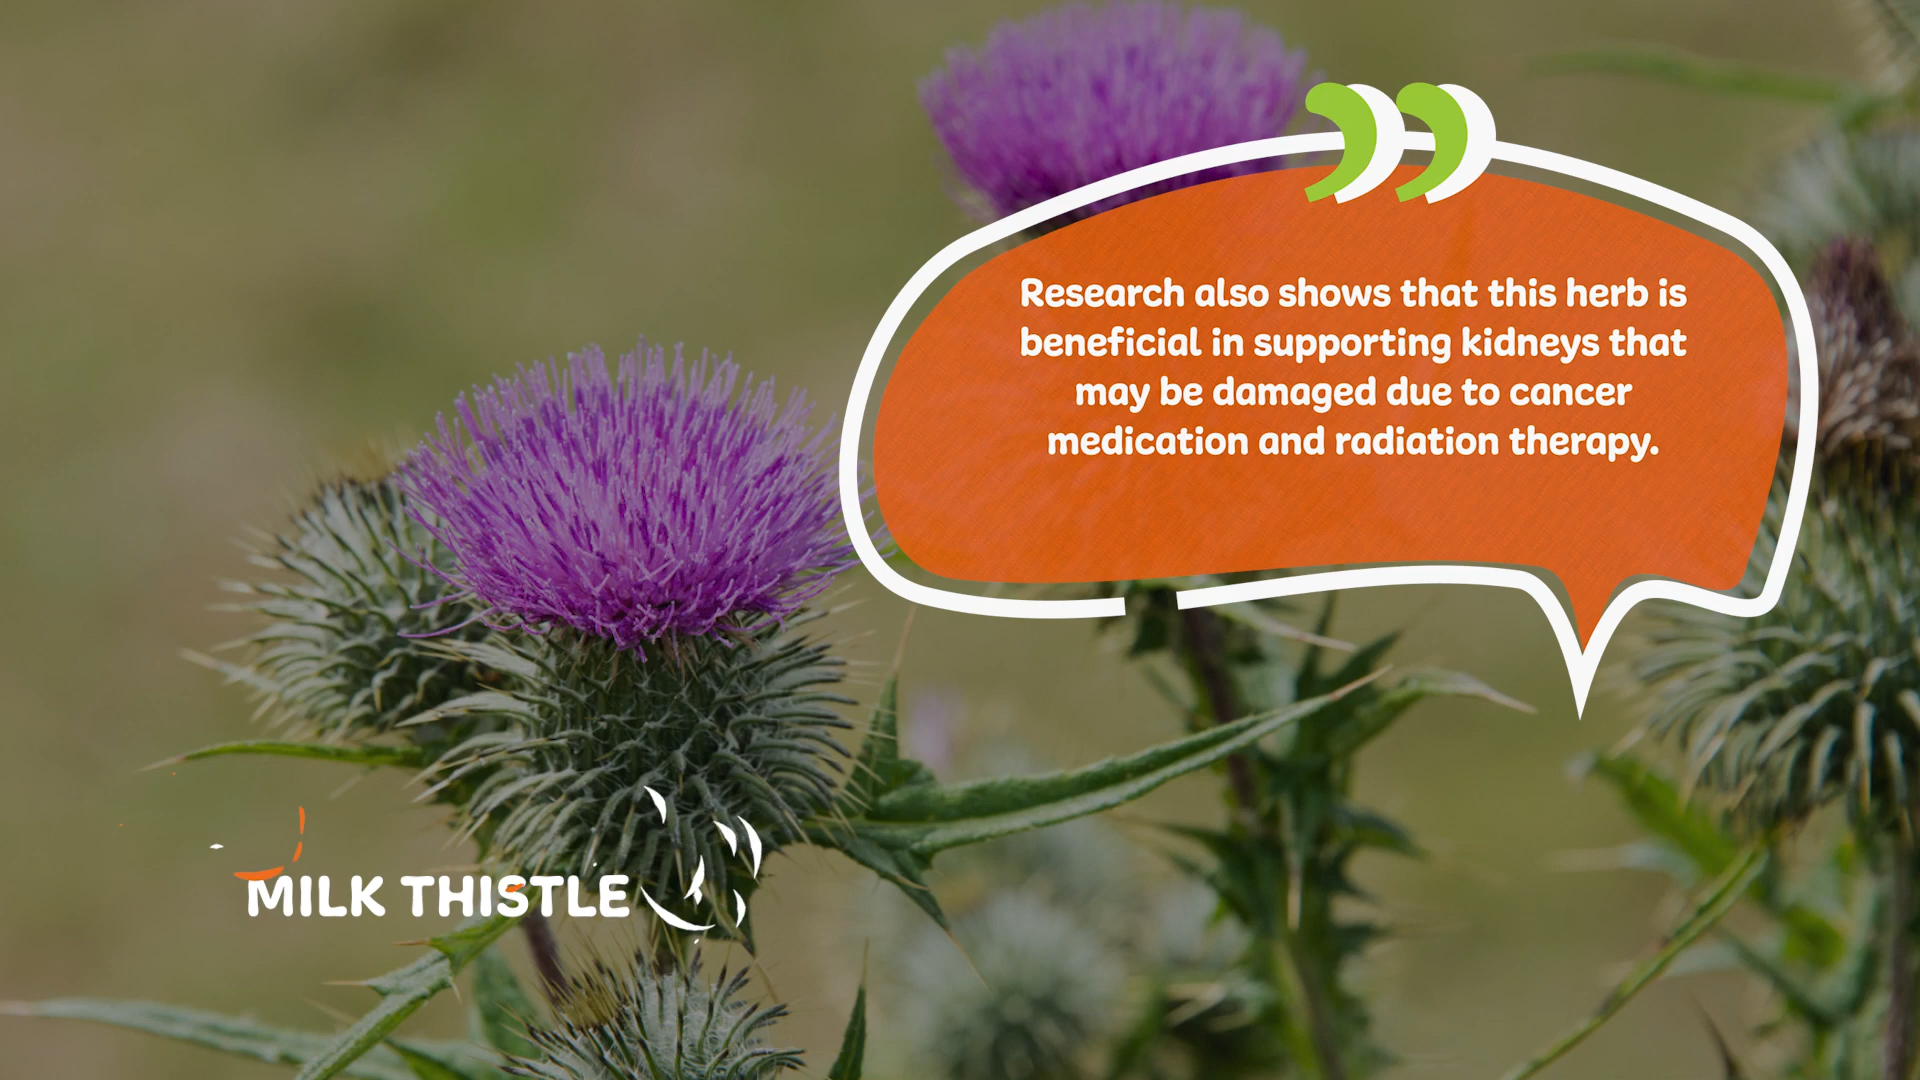 Research also shows that this herb is
beneficial in supporting kidneys that
may be damaged due to cancer
medication and radiation therapy.
MILK THISTLE